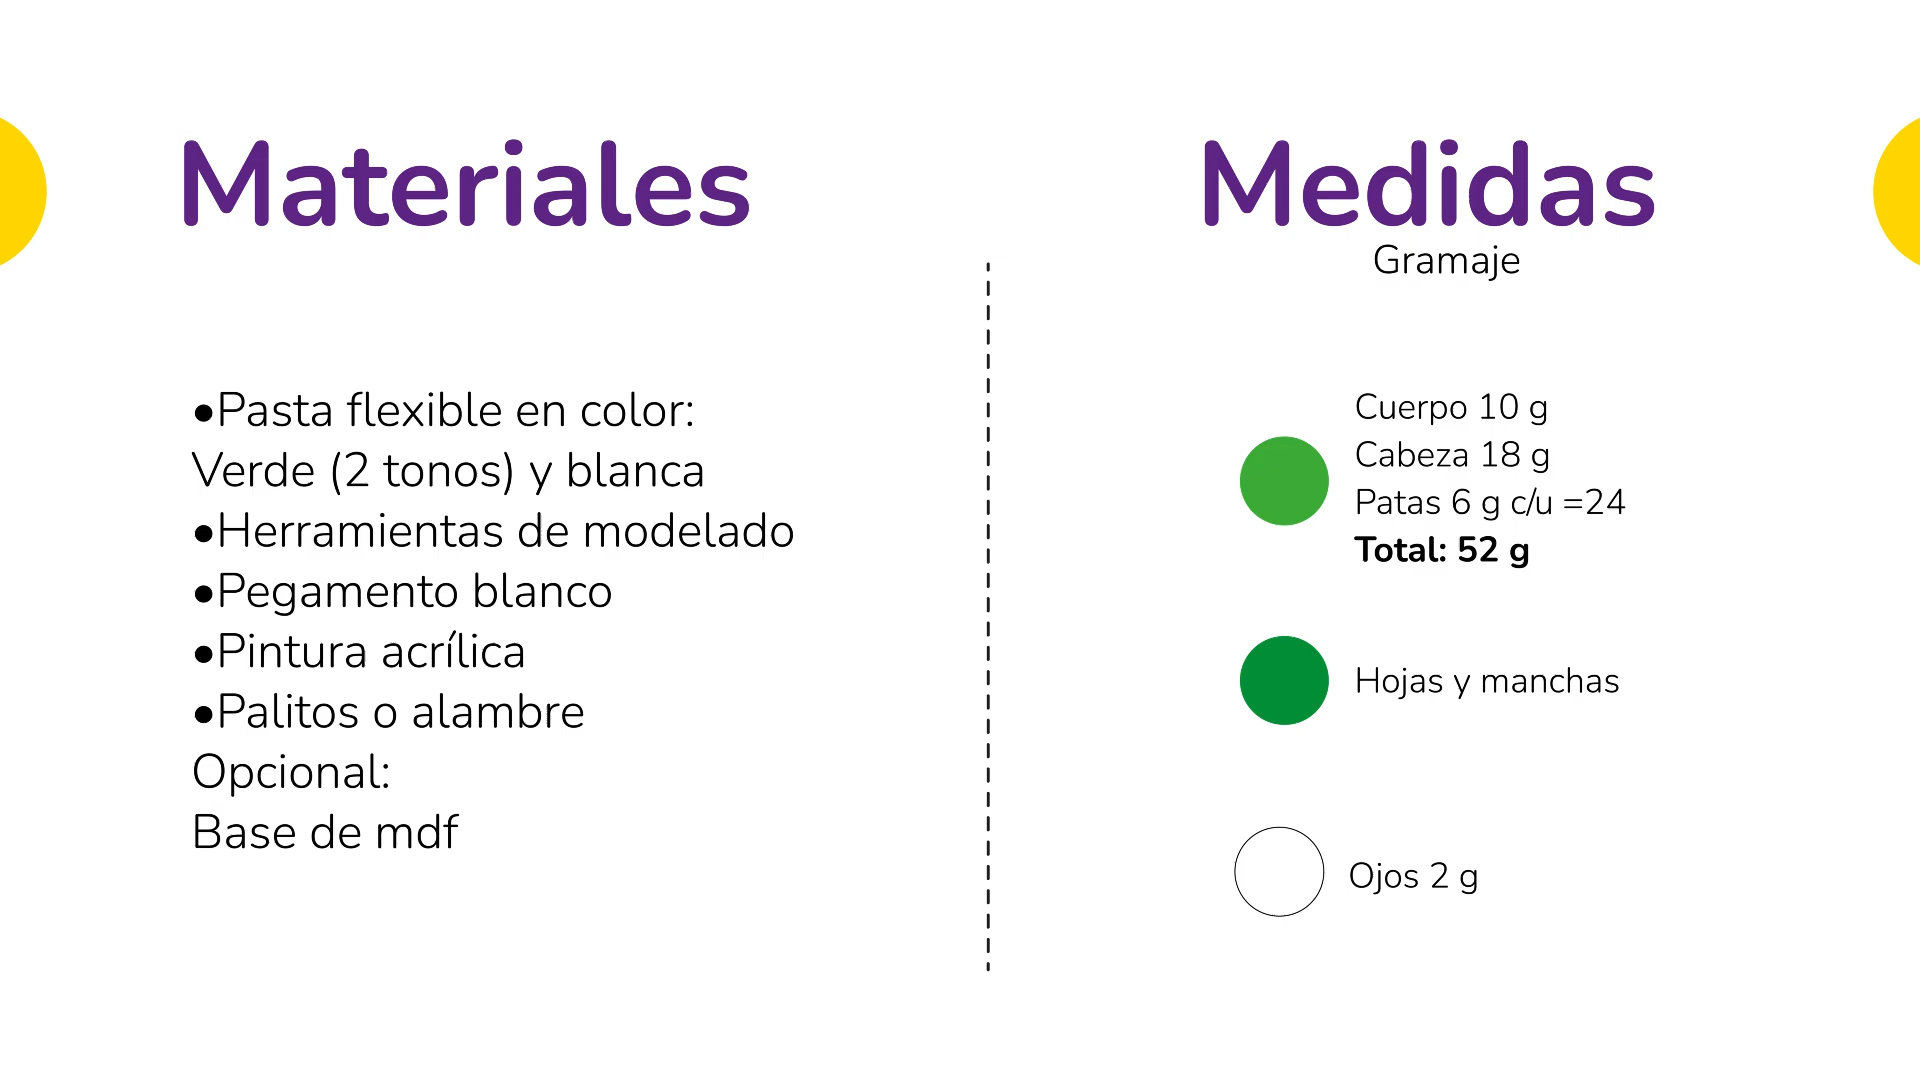 Materiales
•Pasta flexible en color:
Verde (2 tonos) y blanca
•Herramientas de modelado
•Pegamento blanco
•Pintura acrílica
•Palitos o alambre
Opcional:
Base de mdf
Medidas
Gramaje
Cuerpo 10 g
Cabeza 18 g
Patas 6 g c/u =24
Total: 52 g
Hojas y manchas
Ojos 2 g